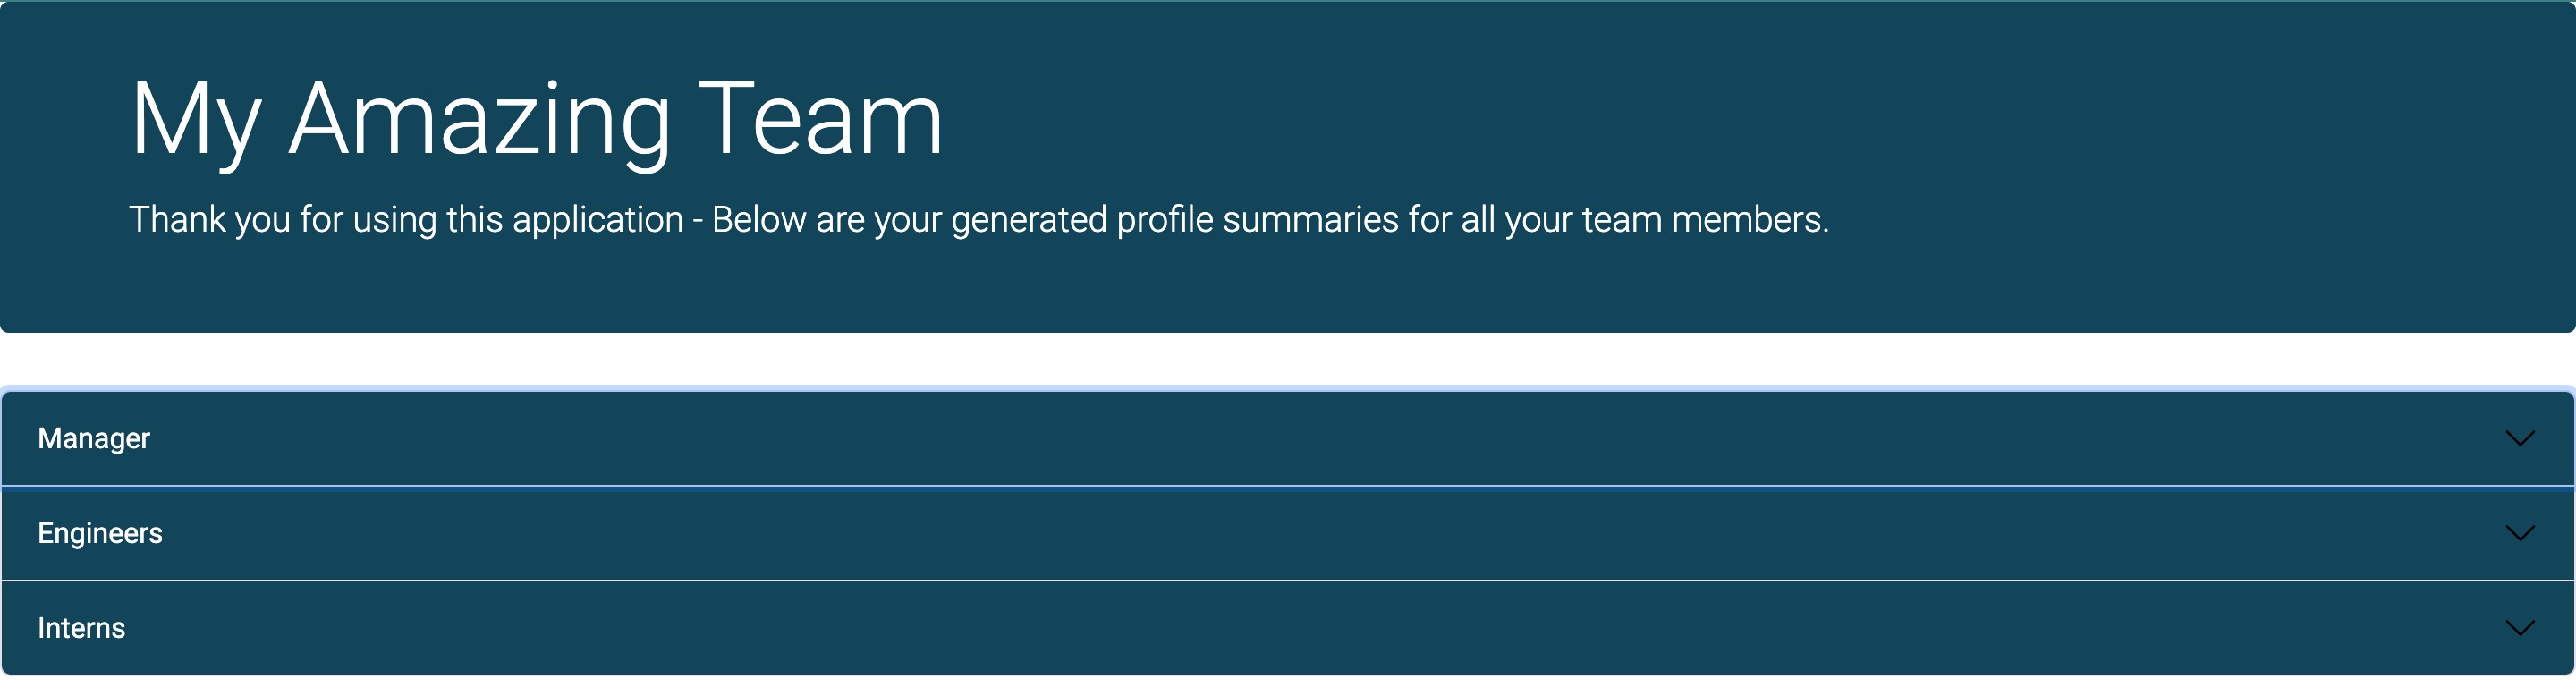 My Amazing Team
Thank you for using this application - Below are your generated profile summaries for all your team members.
Manager
Engineers
Interns